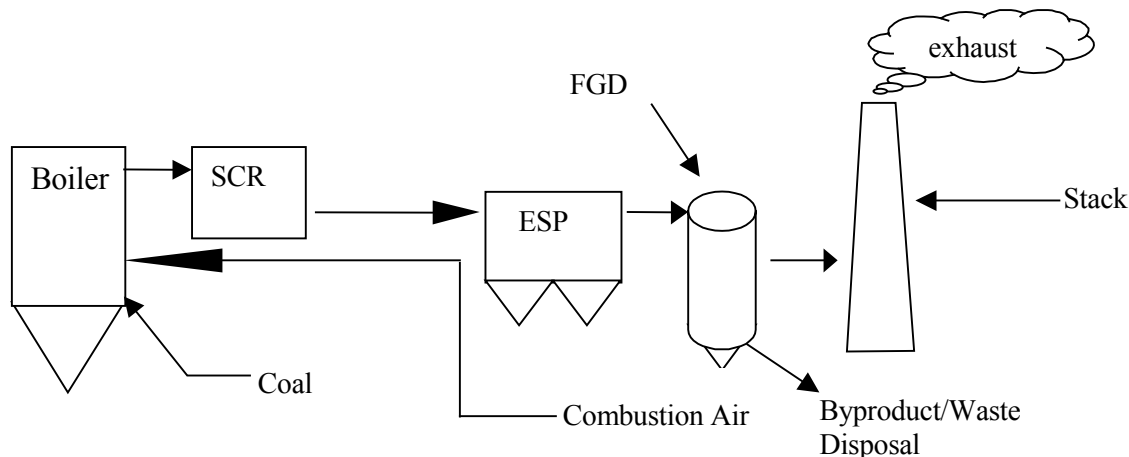 exhaust
FGD
Boiler
SCR
ESP
Stack
Coal
Combustion Air
Byproduct/Waste
Disposal